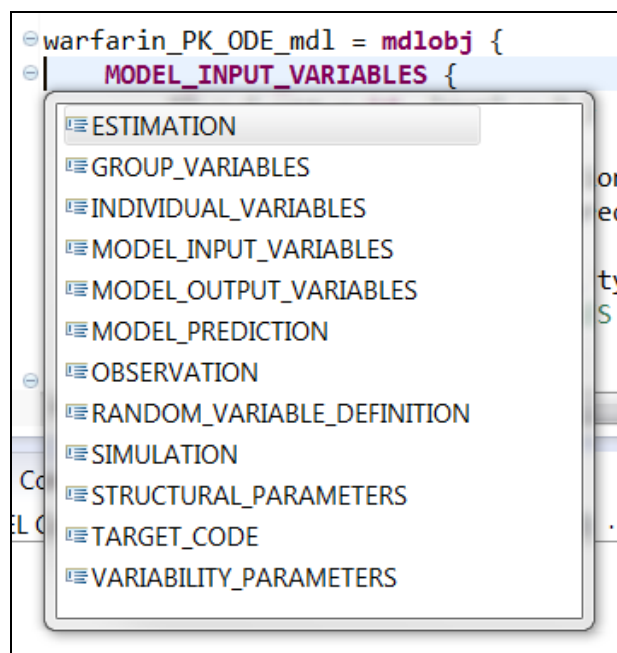 warfarin_PK_ODE_mdl = mdlobj {
MODEL_INPUT_VARIABLES {
ESTIMATION
GROUP_VARIABLES
INDIVIDUAL_VARIABLES
MODEL_INPUT_VARIABLES
MODEL_OUTPUT_VARIABLES
MODEL_PREDICTION
OBSERVATION
RANDOM_VARIABLE_DEFINITION
SIMULATION
STRUCTURAL_PARAMETERS
TARGET_CODE
VARIABILITY_PARAMETERS